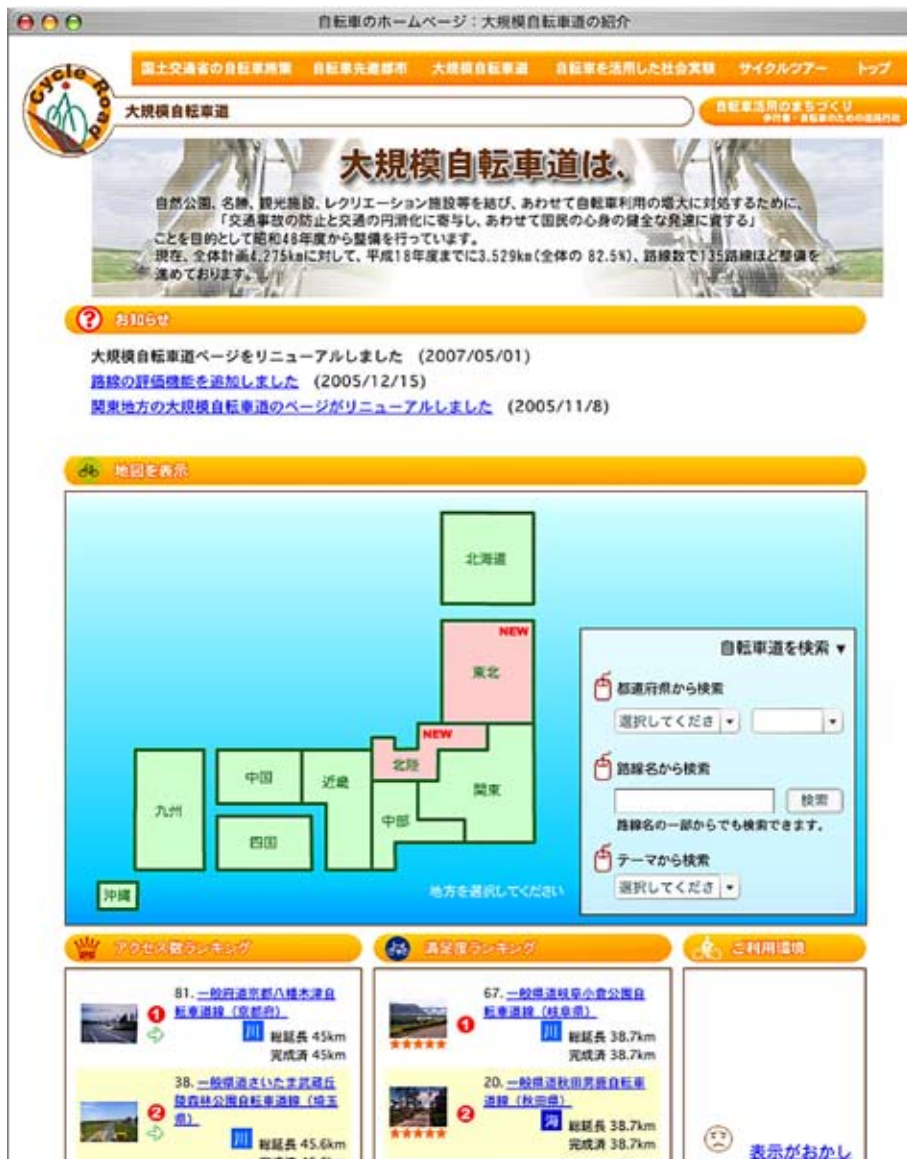 自転車のホームページ：大規模自転車道の紹介
国土交通省の自転車施策 自転車先進都市 大規模自転車道 自転車を活用した社会実験 サイクルツアー トップ
Cycle Road
大規模自転車道
自転車活用のまちづくり
歩行者・自転車のための道路行政
大規模自転車道は、
自然公園、名勝、観光施設、レクリエーション施設等を結び、あわせて自転車利用の増大に対処するために、
「交通事故の防止と交通の円滑化に寄与し、あわせて国民の心身の健全な発達に資する」
ことを目的として昭和48年度から整備を行っています。
現在、全体計画4,275kmに対して、平成18年度までに3,529km(全体の 82.5%)、路線数で135路線ほど整備を
進めております。
お知らせ
大規模自転車道ページをリニューアルしました (2007/05/01)
路線の評価機能を追加しました (2005/12/15)
関東地方の大規模自転車道のページがリニューアルしました (2005/11/8)
地図を表示
北海道
NEW
東北
NEW
北陸
関東
中部
近畿
中国
四国
九州
沖縄
地方を選択してください
自転車道を検索 ▼
都道府県から検索
選択してくださ
路線名から検索
検索
路線名の一部からでも検索できます。
テーマから検索
選択してくださ
アクセス数ランキング
81. 一般府道京都八幡木津自
転車道線（京都府）
1
川 総延長 45km
完成済 45km
38. 一般県道さいたま武蔵丘
陵森林公園自転車道線（埼玉
県）
2
川 総延長 45.6km
満足度ランキング
67. 一般県道岐阜小倉公園自
転車道線（岐阜県）
1
川 総延長 38.7km
完成済 38.7km
20. 一般県道秋田男鹿自転車
道線（秋田県）
2
海 総延長 38.7km
完成済 38.7km
ご利用環境
表示がおかし